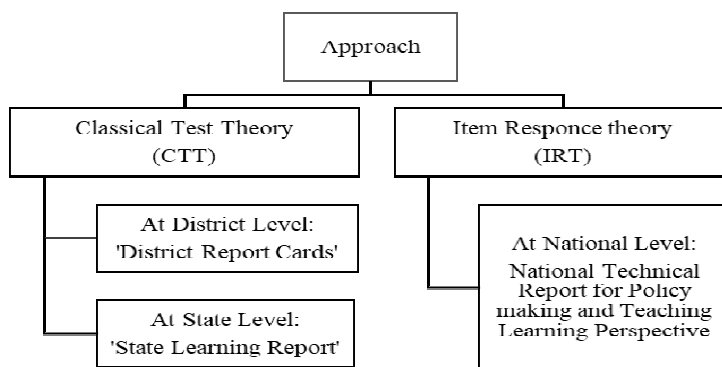 Approach
Classical Test Theory
(CTT)
At District Level:
'District Report Cards'
At State Level:
'State Learning Report'
Item Responce theory
(IRT)
At National Level:
National Technical
Report for Policy
making and Teaching
Learning Perspective